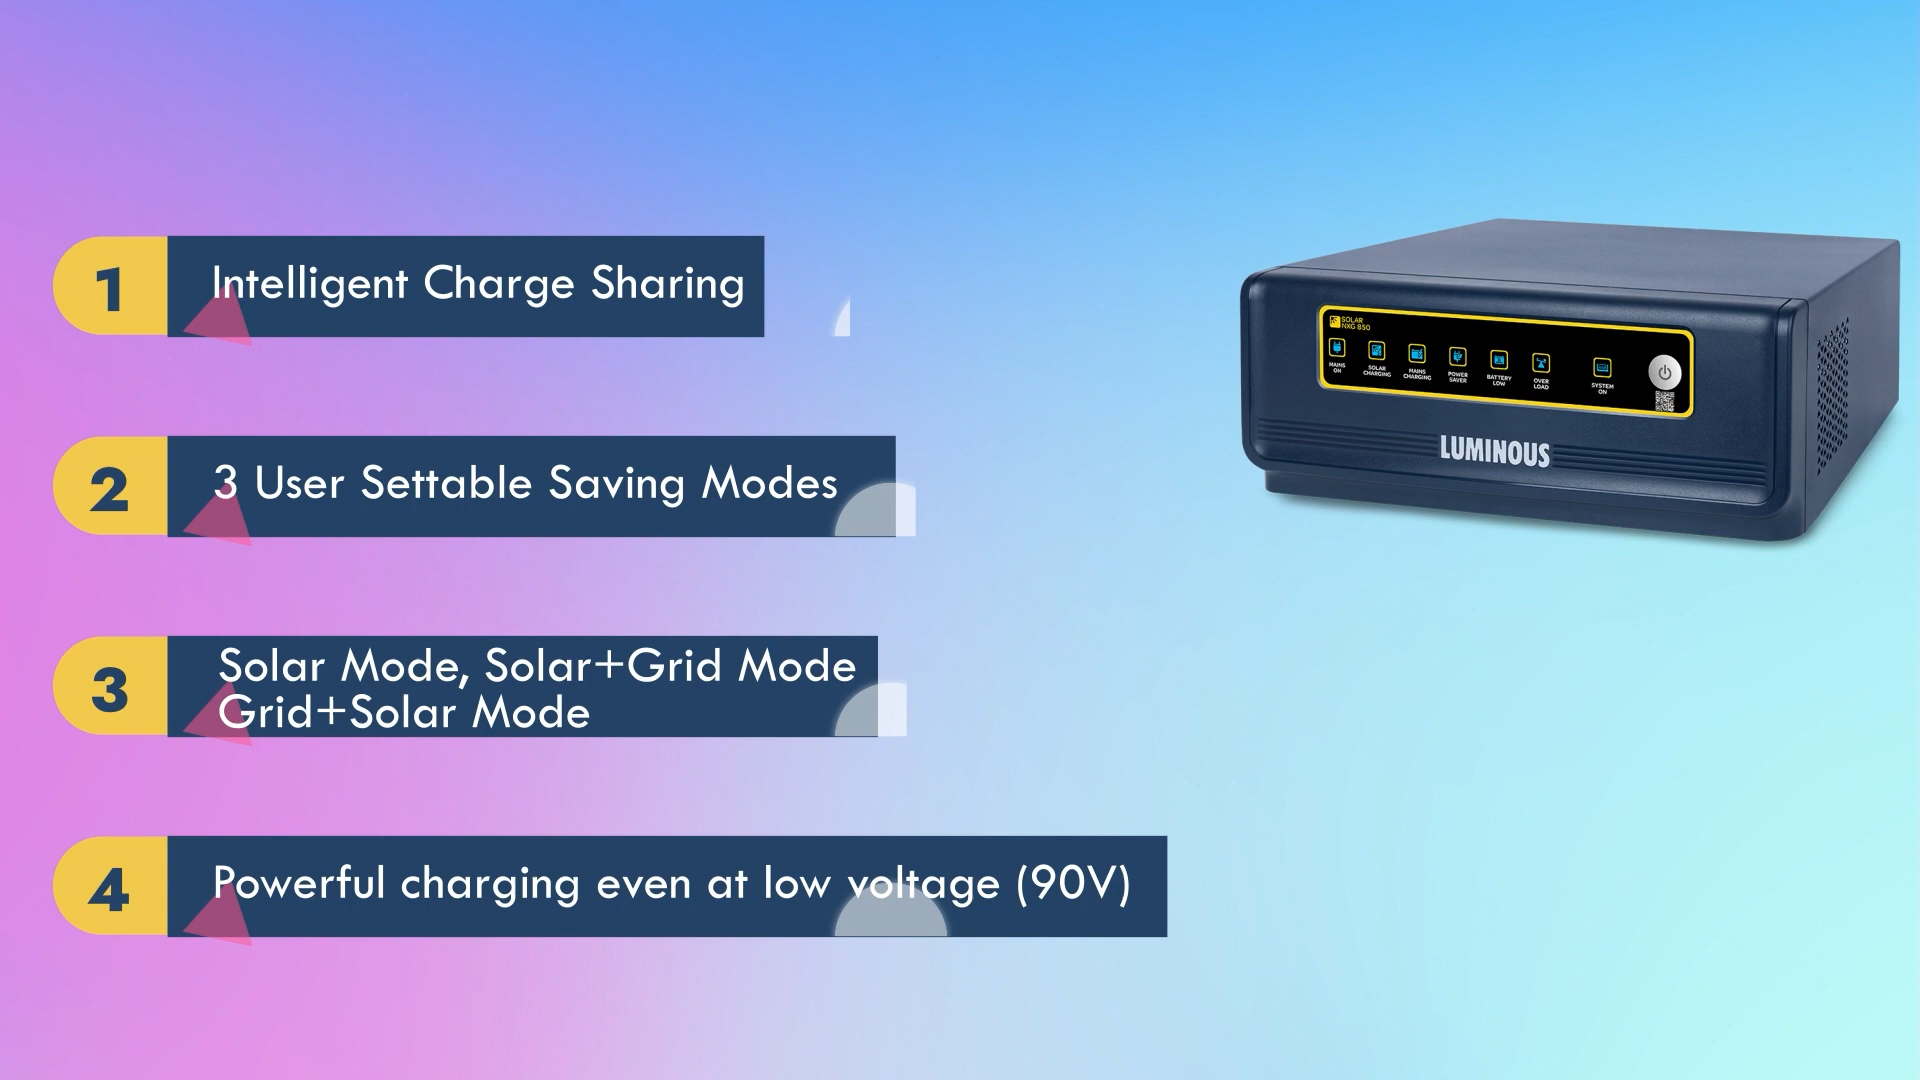 1
Intelligent Charge Sharing
2
3 User Settable Saving Modes
3
Solar Mode, Solar+Grid Mode
Grid+Solar Mode
4
Powerful charging even at low voltage (90V)
SOLAR
NXG 850
MAINS
ON
SOLAR
CHARGING
MAINS
CHARGING
POWER
SAVER
BATTERY
LOW
OVER
LOAD
SYSTEM
ON
LUMINOUS